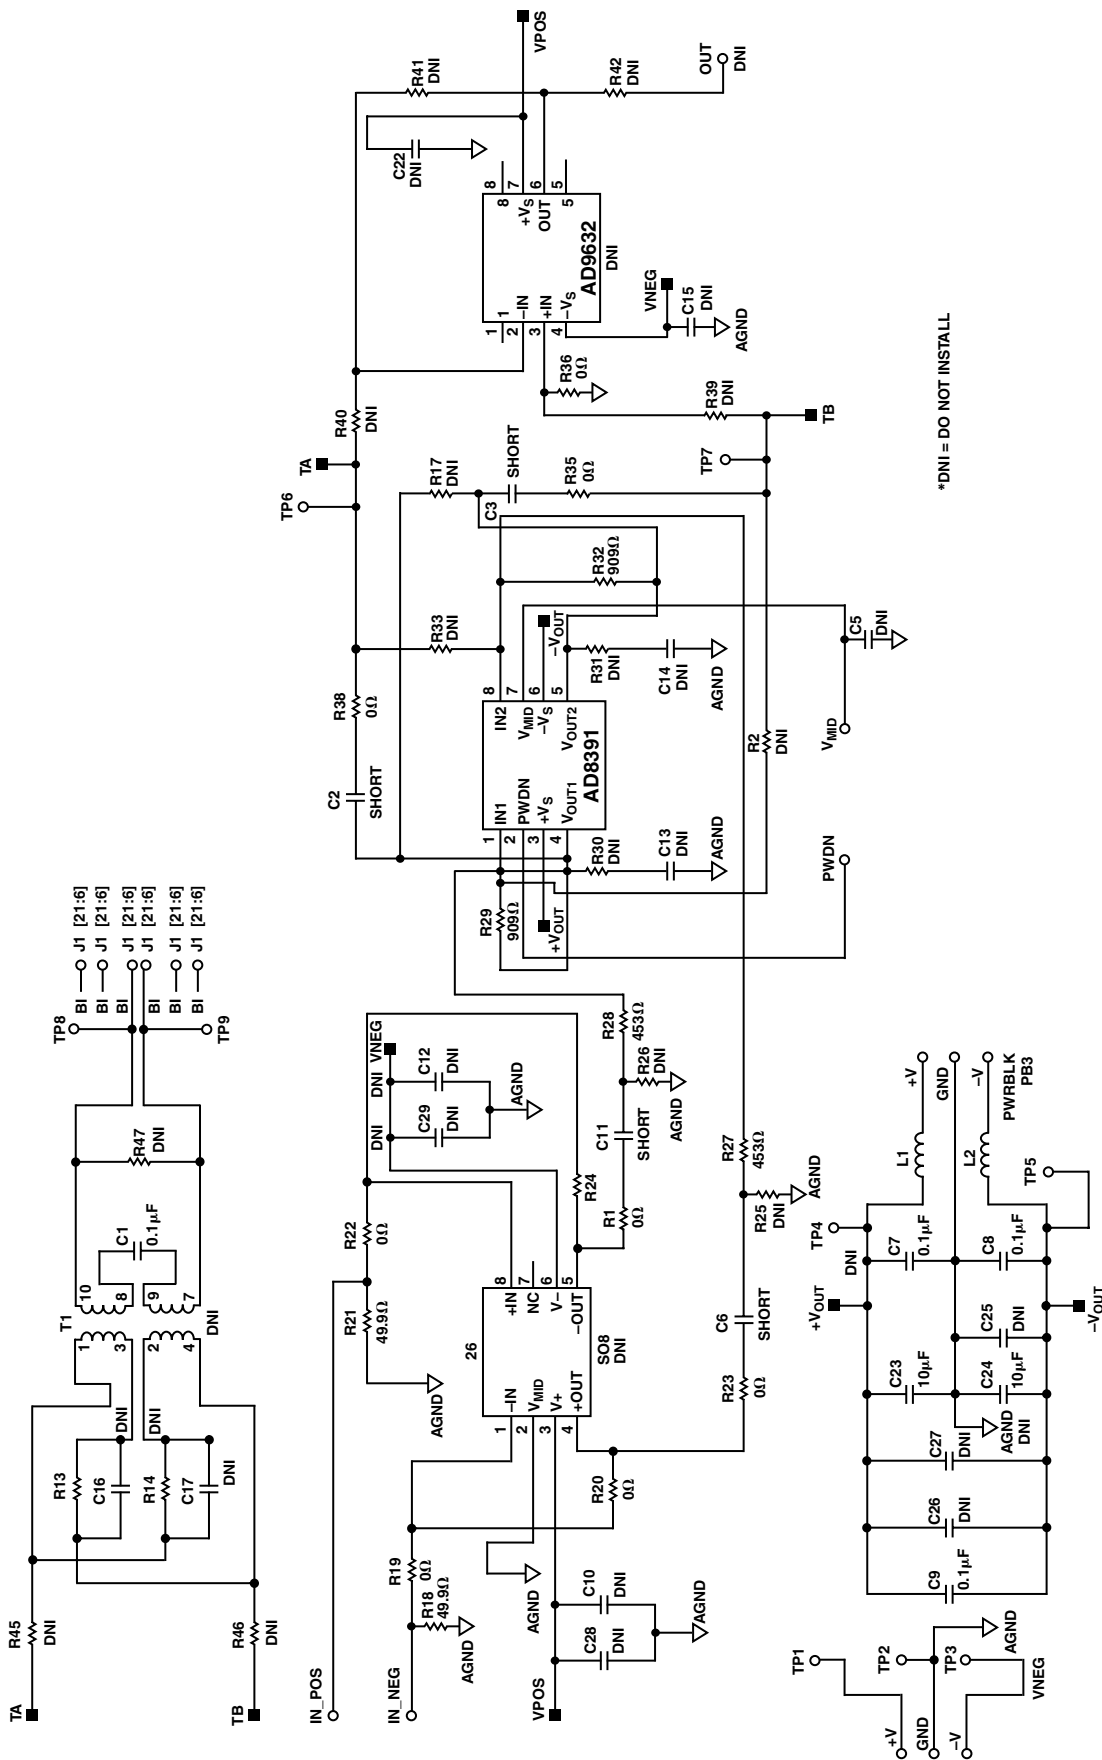 TA
R45
DNI
TB
R46
DNI
R13
C16
DNI
DNI
R14
C17
DNI
T1
1
3
2
4
10
8
9
7
DNI
C1
0.1µF
R47
DNI
TP8
TP9
BI
J1 [21:6]
BI
J1 [21:6]
BI
J1 [21:6]
BI
J1 [21:6]
BI
J1 [21:6]
BI
J1 [21:6]
IN_POS
IN_NEG
R19
0Ω
R18
49.9Ω
AGND
R21
49.9Ω
AGND
R22
0Ω
DNI
DNI
VNEG
C29
DNI
C12
DNI
AGND
VPOS
C28
DNI
C10
DNI
AGND
AGND
R20
0Ω
26
1
–IN
2
VMID
3
V+
4
+OUT
8
+IN
7
NC
6
V–
5
–OUT
SO8
DNI
R24
R1
0Ω
C11
SHORT
R26
DNI
AGND
R28
453Ω
R23
0Ω
C6
SHORT
R25
DNI
AGND
R27
453Ω
R29
909Ω
+VOUT
PWDN
C2
SHORT
R38
0Ω
1
IN1
2
PWDN
3
+VS
4
VOUT1
8
IN2
7
VMID
6
–VS
5
VOUT2
AD8391
R30
DNI
C13
DNI
AGND
R33
DNI
–VOUT
R31
DNI
C14
DNI
AGND
R32
909Ω
R2
DNI
VMID
C5
DNI
TP6
TA
R17
DNI
C3
SHORT
R35
0Ω
TP7
TB
R39
DNI
R40
DNI
R36
0Ω
1
1
2
–IN
3
+IN
4
–VS
8
8
7
+VS
6
OUT
5
5
AD9632
DNI
VNEG
C15
DNI
AGND
C22
DNI
R41
DNI
VPOS
R42
DNI
OUT
DNI
TP1
TP2
TP3
+V
GND
–V
VNEG
AGND
C9
0.1µF
C26
DNI
C27
DNI
C23
10µF
C24
10µF
AGND
DNI
C25
DNI
+VOUT
–VOUT
DNI
TP4
C7
0.1µF
C8
0.1µF
TP5
L1
L2
+V
GND
–V
PWRBLK
PB3
*DNI = DO NOT INSTALL